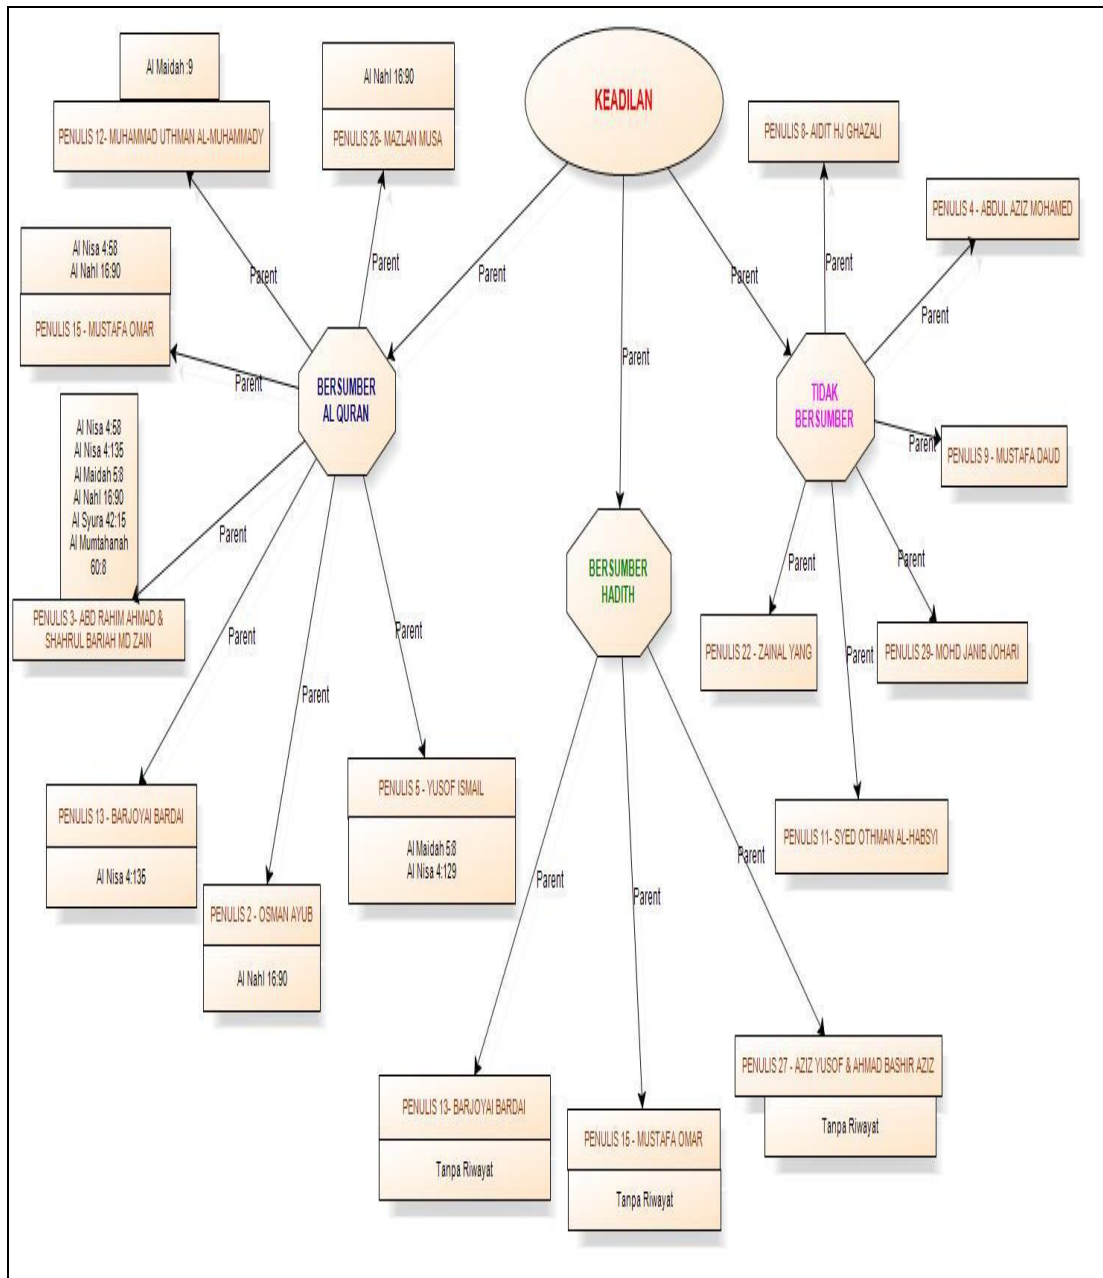 KEADILAN
Al Maidah :9
PENULIS 12- MUHAMMAD UTHMAN AL-MUHAMMADY
Al Nahl 16:90
PENULIS 26- MAZLAN MUSA
PENULIS 8- AIDIT HJ GHAZALI
PENULIS 4 - ABDUL AZIZ MOHAMED
Al Nisa 4:58
Al Nahl 16:90
PENULIS 15 - MUSTAFA OMAR
Parent
Parent
Parent
Parent
Parent
Parent
Parent
Parent
BERSUMBER
AL QURAN
TIDAK
BERSUMBER
Parent
Parent
PENULIS 9 - MUSTAFA DAUD
Al Nisa 4:58
Al Nisa 4:135
Al Maidah 5:8
Al Nahl 16:90
Al Syura 42:15
Al Mumtahanah
60:8
PENULIS 3- ABD RAHIM AHMAD &
SHAHRUL BARIAH MD ZAIN
Parent
BERSUMBER
HADITH
Parent
Parent
Parent
Parent
Parent
Parent
PENULIS 22 - ZAINAL YANG
PENULIS 29- MOHD JANIB JOHARI
PENULIS 13 - BARJOYAI BARDAI
Al Nisa 4:135
PENULIS 2 - OSMAN AYUB
Al Nahl 16:90
PENULIS 5 - YUSOF ISMAIL
Al Maidah 5:8
Al Nisa 4:129
PENULIS 11- SYED OTHMAN AL-HABSYI
Parent
Parent
Parent
PENULIS 13- BARJOYAI BARDAI
Tanpa Riwayat
PENULIS 15 - MUSTAFA OMAR
Tanpa Riwayat
PENULIS 27 - AZIZ YUSOF & AHMAD BASHIR AZIZ
Tanpa Riwayat